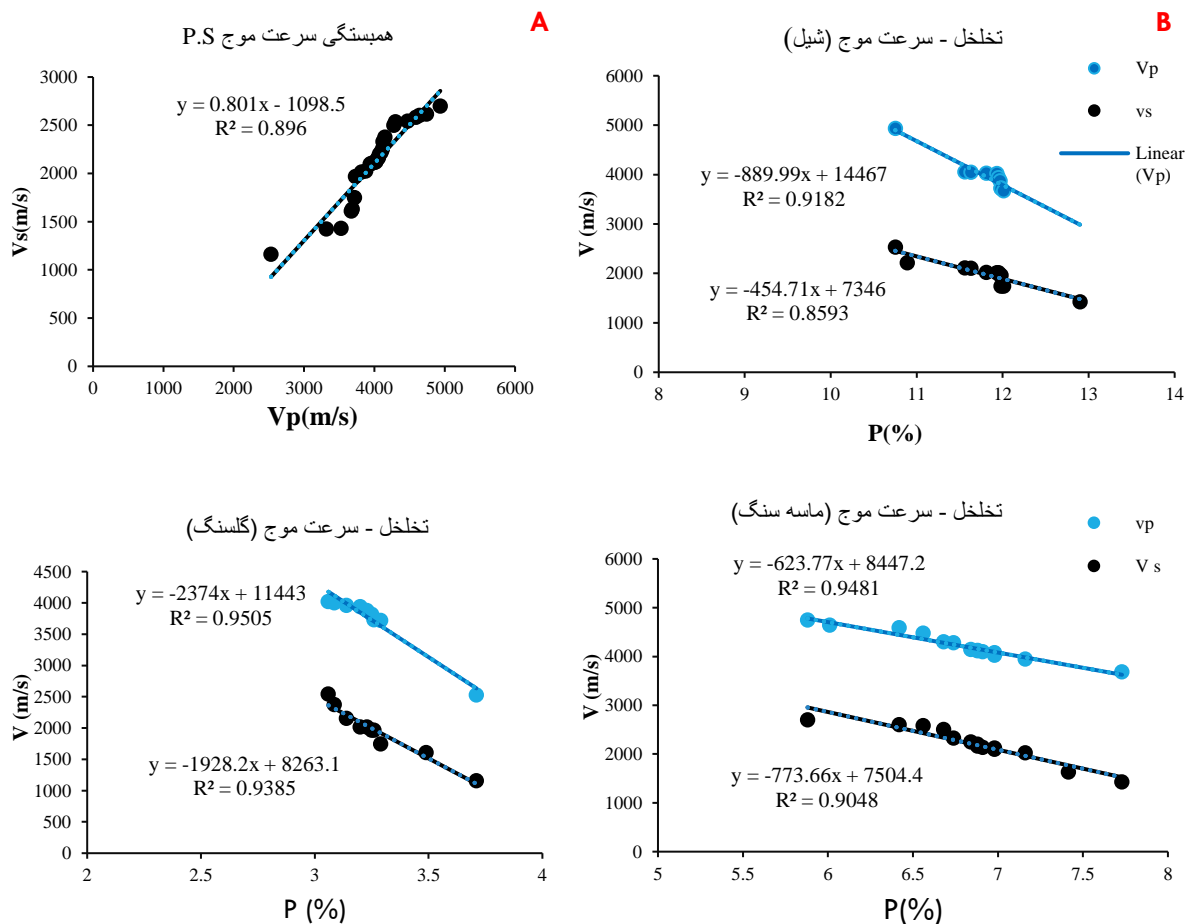 همبستگی سرعت موج P.S
A
y = 0.801x - 1098.5
R² = 0.896
Vs(m/s)
3000
2500
2000
1500
1000
500
0
0 1000 2000 3000 4000 5000 6000
Vp(m/s)
تخلخل - سرعت موج (شیل)
B
Vp
vs
Linear
(Vp)
y = -889.99x + 14467
R² = 0.9182
y = -454.71x + 7346
R² = 0.8593
V (m/s)
6000
5000
4000
3000
2000
1000
0
8 9 10 11 12 13 14
P(%)
تخلخل - سرعت موج (گلسنگ)
y = -2374x + 11443
R² = 0.9505
y = -1928.2x + 8263.1
R² = 0.9385
V (m/s)
4500
4000
3500
3000
2500
2000
1500
1000
500
0
2 2.5 3 3.5 4
P (%)
تخلخل - سرعت موج (ماسه سنگ)
vp
V s
y = -623.77x + 8447.2
R² = 0.9481
y = -773.66x + 7504.4
R² = 0.9048
V (m/s)
6000
5000
4000
3000
2000
1000
0
5 5.5 6 6.5 7 7.5 8
P(%)